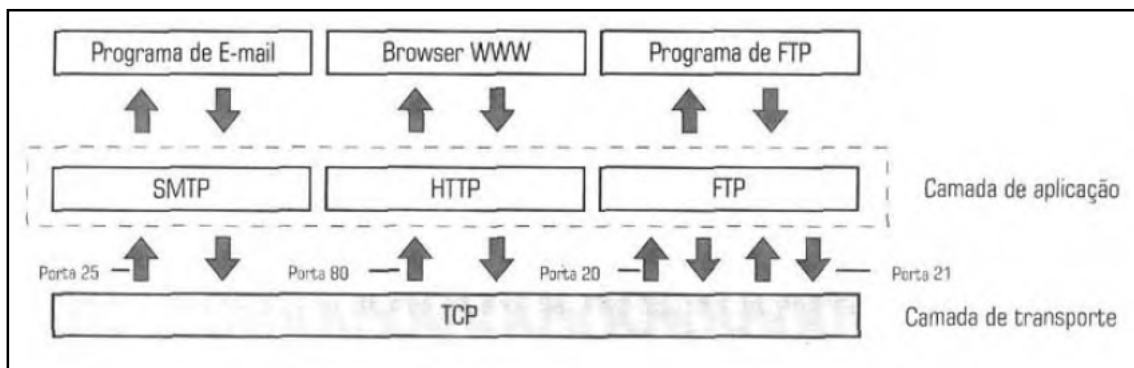 Programa de E-mail
Browser WWW
Programa de FTP
SMTP
HTTP
FTP
Camada de aplicação
Porta 25
Porta 80
Porta 20
Porta 21
TCP
Camada de transporte